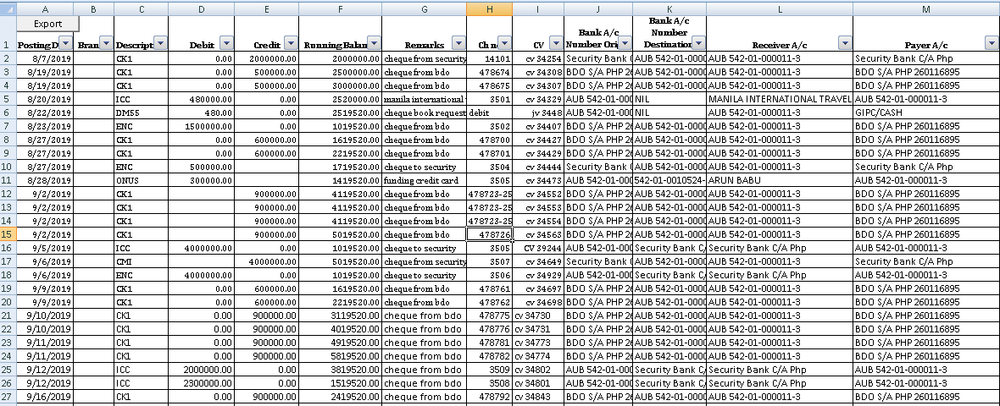 A B C D E F G H I J K L M
Export
1 Posting D Bran Descript Debit Credit Running Balan Remarks Ch no CV Bank A/c Number Ori Bank A/c Number Destination Receiver A/c Payer A/c
2 8/7/2019 CK1 0.00 2000000.00 2000000.00 cheque from security 14101 cv 34254 Security Bank AUB 542-01-0000 AUB 542-01-000011-3 Security Bank C/A Php
3 8/19/2019 CK1 0.00 500000.00 2500000.00 cheque from bdo 478674 cv 34308 BDO S/A PHP 26 AUB 542-01-0000 AUB 542-01-000011-3 BDO S/A PHP 260116895
4 8/19/2019 CK1 0.00 500000.00 3000000.00 cheque from bdo 478675 cv 34307 BDO S/A PHP 26 AUB 542-01-0000 AUB 542-01-000011-3 BDO S/A PHP 260116895
5 8/20/2019 ICC 480000.00 0.00 2520000.00 manila international 3501 cv 34329 AUB 542-01-000 NIL MANILA INTERNATIONAL TRAVEL AUB 542-01-000011-3
6 8/22/2019 DM55 480.00 0.00 2519520.00 cheque book request debit jv 3448 AUB 542-01-000 NIL AUB 542-01-000011-3 GIPC/CASH
7 8/23/2019 ENC 1500000.00 0.00 1019520.00 cheque from bdo 3502 cv 34407 BDO S/A PHP 26 AUB 542-01-0000 AUB 542-01-000011-3 BDO S/A PHP 260116895
8 8/27/2019 CK1 0.00 600000.00 1619520.00 cheque from bdo 478700 cv 34427 BDO S/A PHP 26 AUB 542-01-0000 AUB 542-01-000011-3 BDO S/A PHP 260116895
9 8/27/2019 CK1 0.00 600000.00 2219520.00 cheque from bdo 478701 cv 34429 BDO S/A PHP 26 AUB 542-01-0000 AUB 542-01-000011-3 BDO S/A PHP 260116895
10 8/27/2019 ENC 500000.00 1719520.00 cheque to security 3504 cv 34444 Security Bank AUB 542-01-0000 AUB 542-01-000011-3 Security Bank C/A Php
11 8/28/2019 ONUS 300000.00 1419520.00 funding credit card 3505 cv 34473 AUB 542-01-000 542-01-0010524- ARUN BABU AUB 542-01-000011-3
12 9/2/2019 CK1 900000.00 4119520.00 cheque from bdo 478723-25 cv 34552 BDO S/A PHP 26 AUB 542-01-0000 AUB 542-01-000011-3 BDO S/A PHP 260116895
13 9/2/2019 CK1 900000.00 4119520.00 cheque from bdo 478723-25 cv 34553 BDO S/A PHP 26 AUB 542-01-0000 AUB 542-01-000011-3 BDO S/A PHP 260116895
14 9/2/2019 CK1 900000.00 4119520.00 cheque from bdo 478723-25 cv 34554 BDO S/A PHP 26 AUB 542-01-0000 AUB 542-01-000011-3 BDO S/A PHP 260116895
15 9/2/2019 CK1 900000.00 5019520.00 cheque from bdo 478726 cv 34563 BDO S/A PHP 26 AUB 542-01-0000 AUB 542-01-000011-3 BDO S/A PHP 260116895
16 9/5/2019 ICC 4000000.00 0.00 1019520.00 cheque to security 3505 CV 39244 AUB 542-01-000 Security Bank C/ Security Bank C/A Php AUB 542-01-000011-3
17 9/6/2019 CMI 4000000.00 5019520.00 cheque from security 3507 cv 34649 Security Bank AUB 542-01-0000 AUB 542-01-000011-3 Security Bank C/A Php
18 9/6/2019 ENC 4000000.00 0.00 1019520.00 cheque to security 3506 cv 34929 Security Bank Security Bank C/ Security Bank C/A Php AUB 542-01-000011-3
19 9/9/2019 CK1 0.00 600000.00 1619520.00 cheque from bdo 478761 cv 34697 BDO S/A PHP 26 AUB 542-01-0000 AUB 542-01-000011-3 BDO S/A PHP 260116895
20 9/9/2019 CK1 0.00 600000.00 2219520.00 cheque from bdo 478762 cv 34698 BDO S/A PHP 26 AUB 542-01-0000 AUB 542-01-000011-3 BDO S/A PHP 260116895
21 9/10/2019 CK1 0.00 900000.00 3119520.00 cheque from bdo 478775 cv 34730 BDO S/A PHP 26 AUB 542-01-0000 AUB 542-01-000011-3 BDO S/A PHP 260116895
22 9/10/2019 CK1 0.00 900000.00 4019520.00 cheque from bdo 478776 cv 34731 BDO S/A PHP 26 AUB 542-01-0000 AUB 542-01-000011-3 BDO S/A PHP 260116895
23 9/11/2019 CK1 0.00 900000.00 4919520.00 cheque from bdo 478781 cv 34773 BDO S/A PHP 26 AUB 542-01-0000 AUB 542-01-000011-3 BDO S/A PHP 260116895
24 9/11/2019 CK1 0.00 900000.00 5819520.00 cheque from bdo 478782 cv 34774 BDO S/A PHP 26 AUB 542-01-0000 AUB 542-01-000011-3 BDO S/A PHP 260116895
25 9/12/2019 ICC 2000000.00 0.00 3819520.00 cheque from bdo 3509 cv 34802 AUB 542-01-000 Security Bank C/ Security Bank C/A Php AUB 542-01-000011-3
26 9/12/2019 ICC 2300000.00 0.00 1519520.00 cheque from bdo 3508 cv 34801 AUB 542-01-000 Security Bank C/ Security Bank C/A Php AUB 542-01-000011-3
27 9/16/2019 CK1 0.00 900000.00 2419520.00 cheque from bdo 478792 cv 34843 BDO S/A PHP 26 AUB 542-01-0000 AUB 542-01-000011-3 BDO S/A PHP 260116895